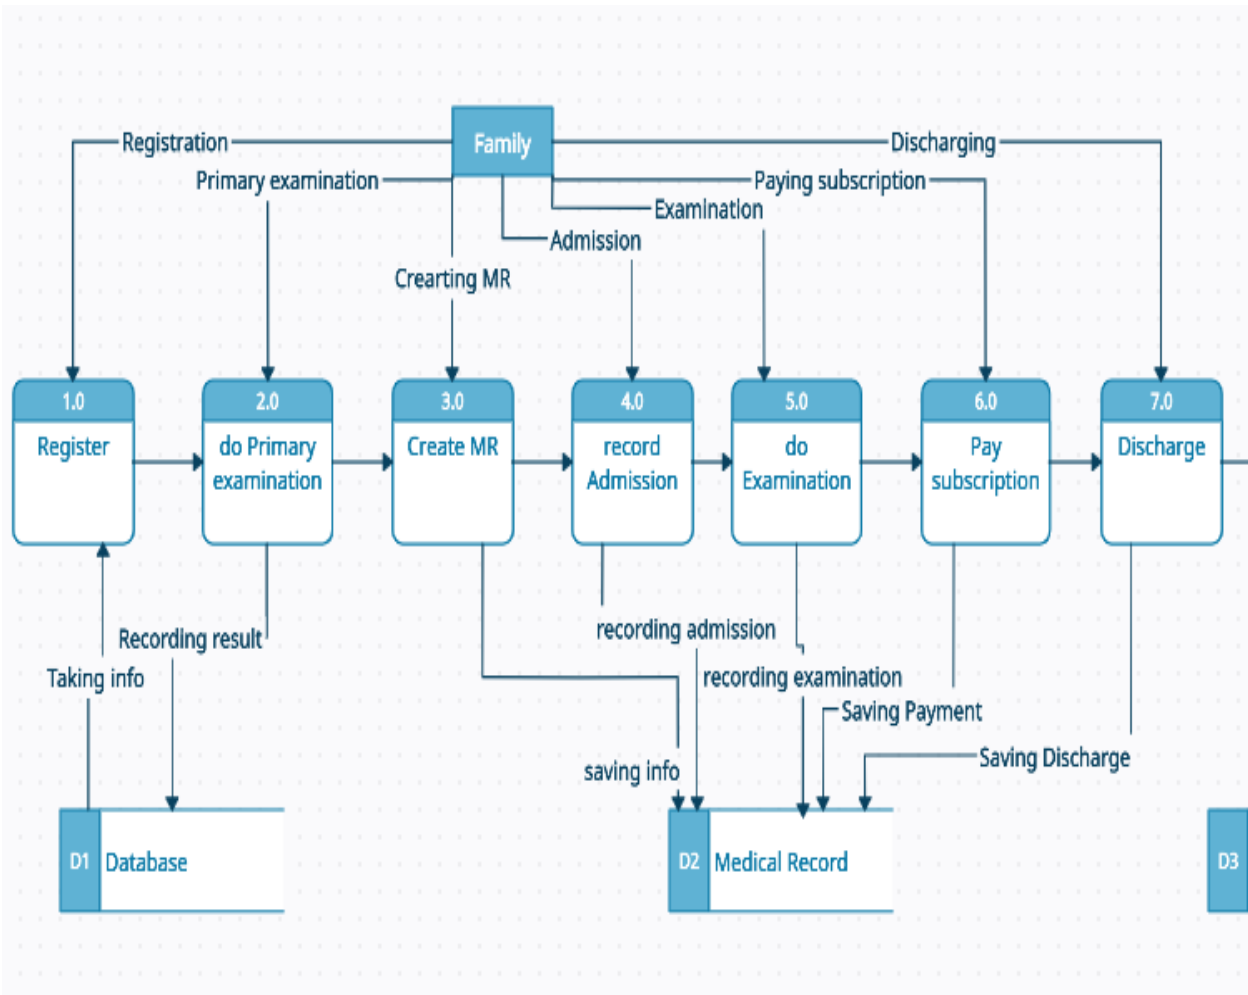 Family
Registration
Discharging
Primary examination
Paying subscription
Examination
Admission
Crearting MR
1.0
Register
2.0
do Primary
examination
3.0
Create MR
4.0
record
Admission
5.0
do
Examination
6.0
Pay
subscription
7.0
Discharge
Recording result
recording admission
Taking info
recording examination
Saving Payment
Saving Discharge
saving info
D1 Database
D2 Medical Record
D3